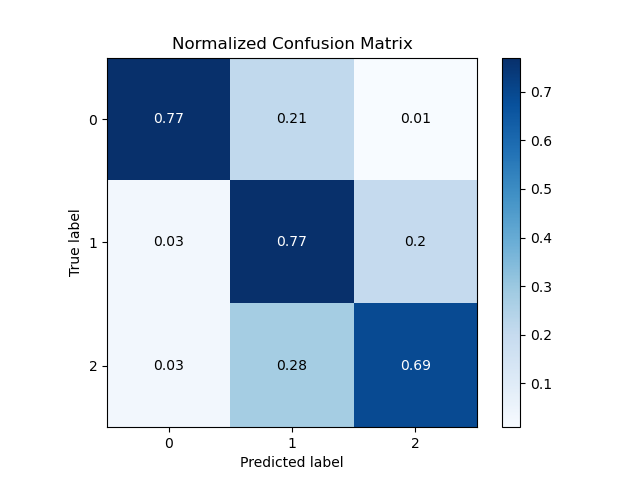 Normalized Confusion Matrix
0 0.77 0.21 0.01
1 0.03 0.77 0.2
2 0.03 0.28 0.69
0 1 2
Predicted label
True label
0.7
0.6
0.5
0.4
0.3
0.2
0.1